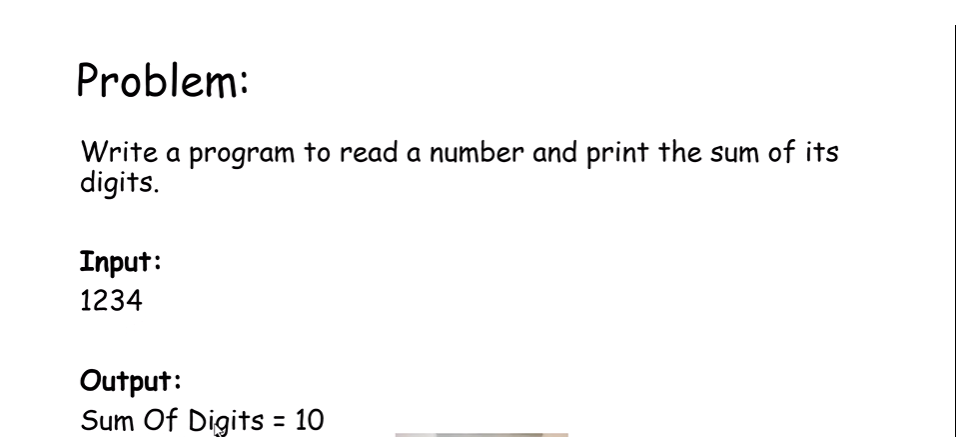 Problem:
Write a program to read a number and print the sum of its
digits.
Input:
1234
Output:
Sum Of Digits = 10